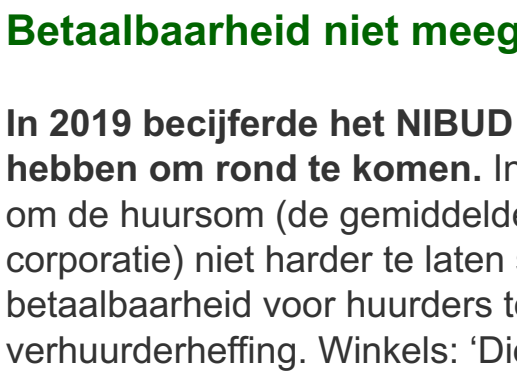 Betaalbaarheid niet meeg
In 2019 becijferde het NIBUD
hebben om rond te komen. In
om de huursom (de gemiddelde
corporatie) niet harder te laten
betaalbaarheid voor huurders te
verhuurderheffing. Winkels: ‘Die